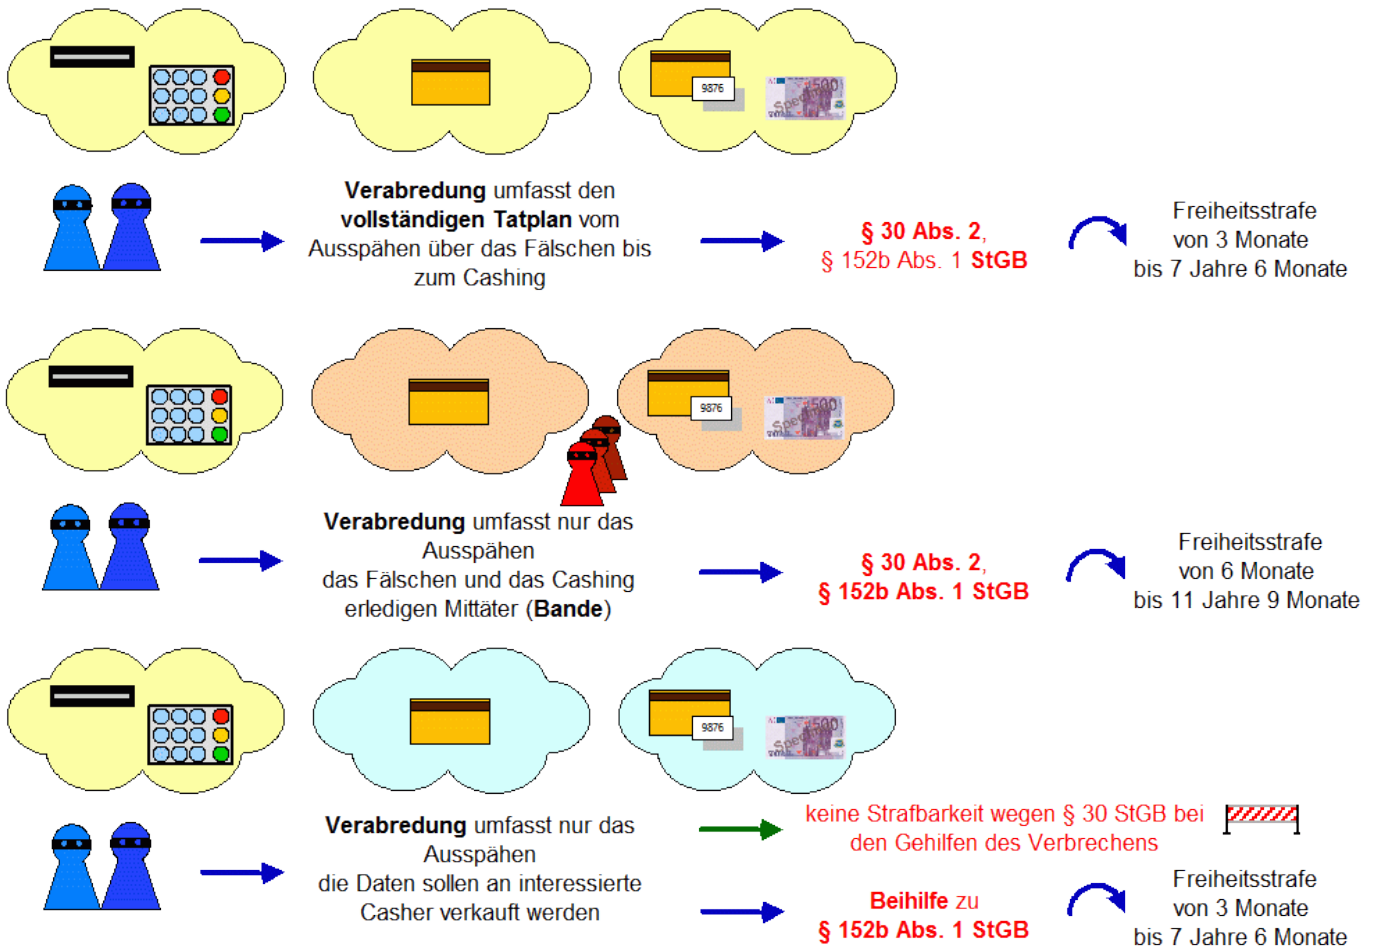 9876
500
Verabredung umfasst den
vollständigen Tatplan vom
Ausspähen über das Fälschen bis
zum Cashing
§ 30 Abs. 2,
§ 152b Abs. 1 StGB
Freiheitsstrafe
von 3 Monate
bis 7 Jahre 6 Monate
9876
500
Verabredung umfasst nur das
Ausspähen
das Fälschen und das Cashing
erledigen Mittäter (Bande)
§ 30 Abs. 2,
§ 152b Abs. 1 StGB
Freiheitsstrafe
von 6 Monate
bis 11 Jahre 9 Monate
9876
500
Verabredung umfasst nur das
Ausspähen
die Daten sollen an interessierte
Casher verkauft werden
keine Strafbarkeit wegen § 30 StGB bei
den Gehilfen des Verbrechens
Beihilfe zu
§ 152b Abs. 1 StGB
Freiheitsstrafe
von 3 Monate
bis 7 Jahre 6 Monate